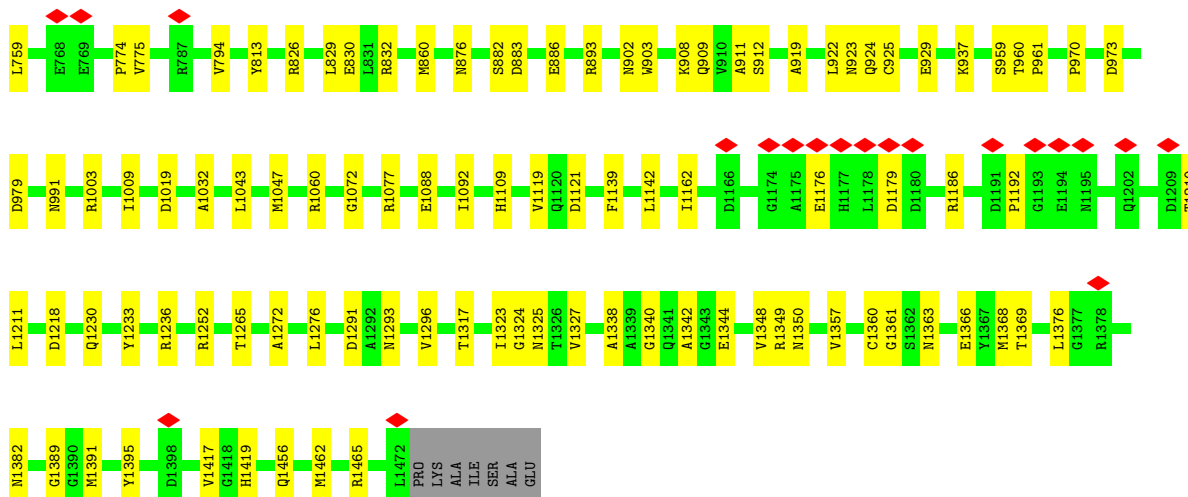 L759 E768 E769 P774 V775 R787 V794 Y813 R826 L829 E830 L831 R832 M860 N876 S882 D883 E886 R893 N902 W903 K908 Q909 V910 A911 S912 A919 L922 N923 Q924 C925 E929 K937 S959 T960 P961 P970 D973
D979 N991 R1003 I1009 D1019 A1032 L1043 M1047 R1060 G1072 R1077 E1088 I1092 H1109 V1119 Q1120 D1121 F1139 L1142 I1162 D1166 G1174 A1175 E1176 H1177 L1178 D1179 D1180 R1186 D1191 P1192 G1193 E1194 N1195 Q1202 D1209 T1210
L1211 D1218 Q1230 Y1233 R1236 R1252 T1265 A1272 L1276 D1291 A1292 N1293 V1296 T1317 I1323 G1324 N1325 T1326 V1327 A1338 A1339 G1340 Q1341 A1342 G1343 E1344 V1348 R1349 N1350 V1357 C1360 G1361 S1362 N1363 E1366 Y1367 M1368 T1369 L1376 G1377 R1378
N1382 G1389 G1390 M1391 Y1395 D1398 V1417 G1418 H1419 Q1456 M1462 R1465 L1472 PRO LYS ALA ILE SER ALA GLU